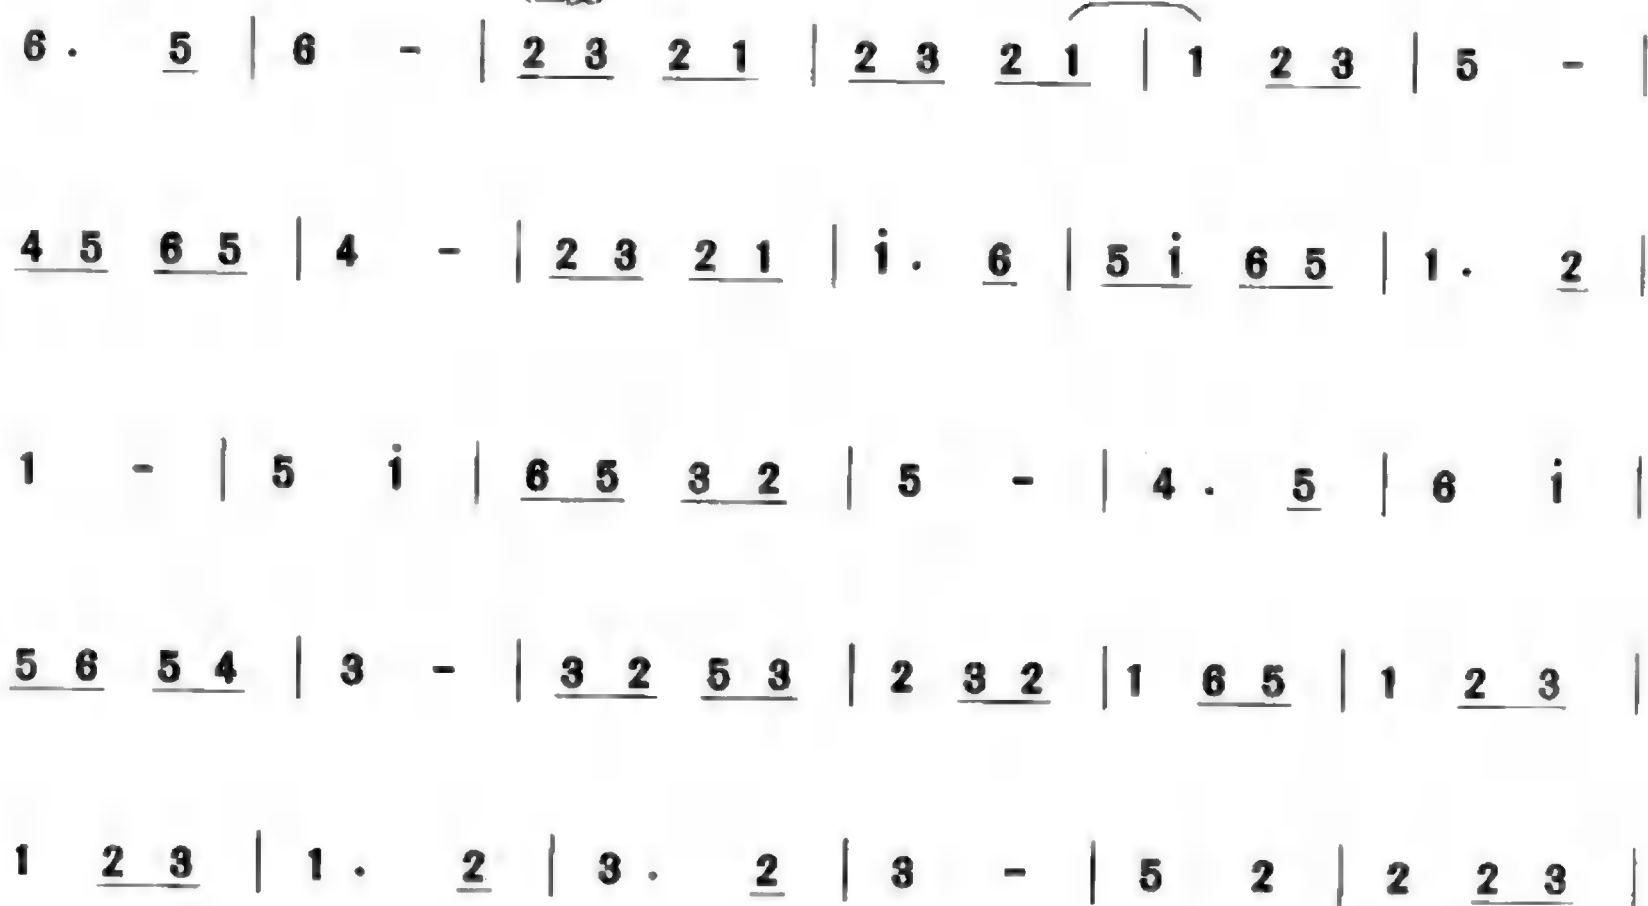 6 . 5 | 6 - | 2 3 2 1 | 2 3 2 1 | 1 2 3 | 5 - |
4 5 6 5 | 4 - | 2 3 2 1 | i . 6 | 5 i 6 5 | 1 . 2 |
1 - | 5 i | 6 5 3 2 | 5 - | 4 . 5 | 6 i |
5 6 5 4 | 3 - | 3 2 5 3 | 2 3 2 | 1 6 5 | 1 2 3 |
1 2 3 | 1 . 2 | 3 . 2 | 3 - | 5 2 | 2 2 3 |